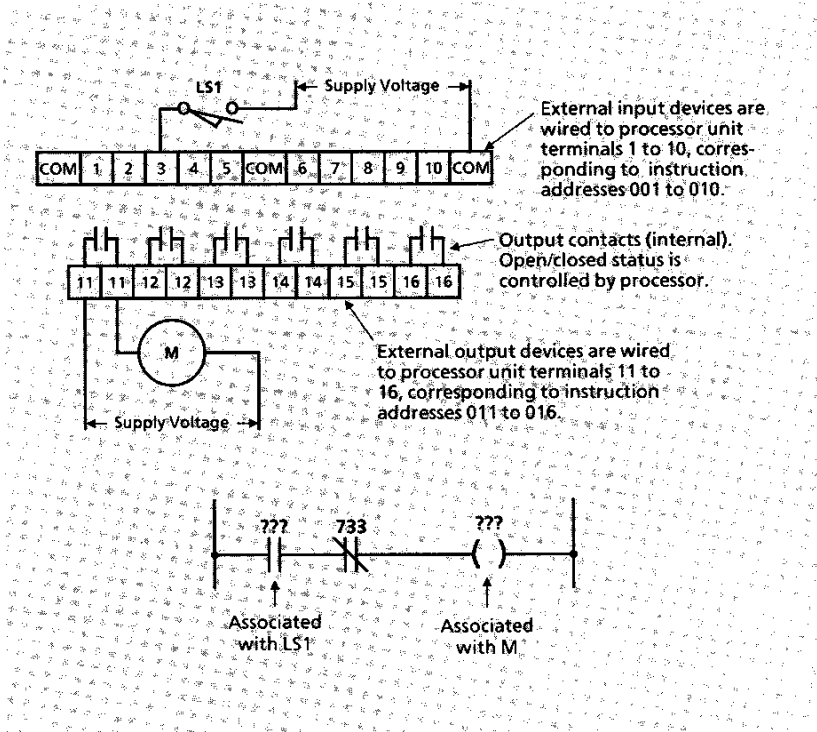 LS1
Supply Voltage
External input devices are
wired to processor unit
terminals 1 to 10, corres-
ponding to instruction
addresses 001 to 010.
COM 1 2 3 4 5 COM 6 7 8 9 10 COM
Output contacts (internal).
Open/closed status is
controlled by processor.
11 11 12 12 13 13 14 14 15 15 16 16
M
External output devices are wired
to processor unit terminals 11 to
16, corresponding to instruction
addresses 011 to 016.
Supply Voltage
??? 733 ???
Associated
with LS1
Associated
with M